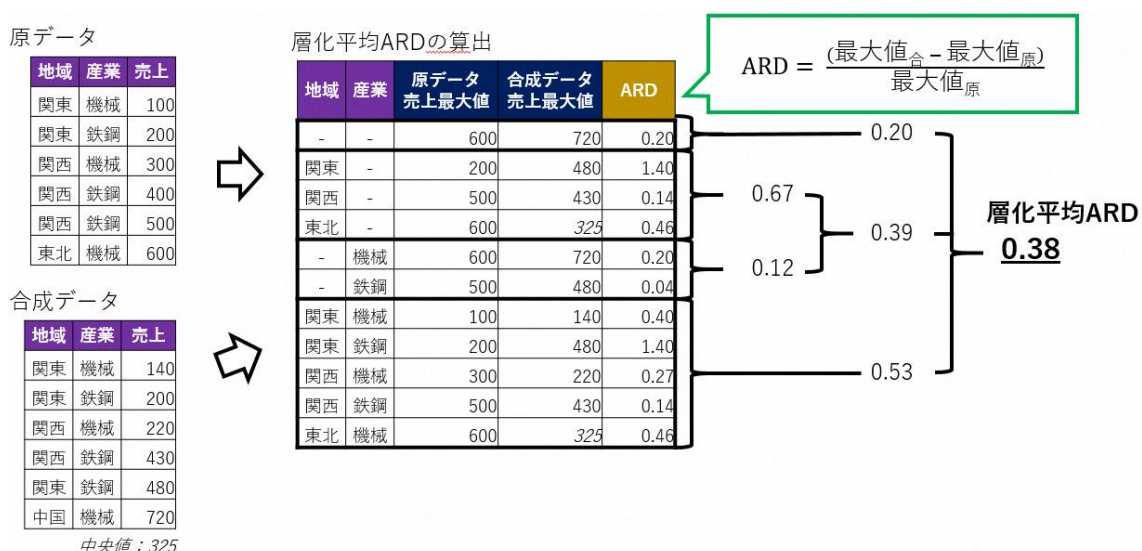 原データ
地域 産業 売上
関東 機械 100
関東 鉄鋼 200
関西 機械 300
関西 鉄鋼 400
関西 鉄鋼 500
東北 機械 600
合成データ
地域 産業 売上
関東 機械 140
関東 鉄鋼 200
関西 機械 220
関西 鉄鋼 430
関東 鉄鋼 480
中国 機械 720
中央値：325
層化平均ARDの算出
地域 産業 原データ 売上最大値 合成データ 売上最大値 ARD
- - 600 720 0.20
関東 - 200 480 1.40
関西 - 500 430 0.14
東北 - 600 325 0.46
- 機械 600 720 0.20
- 鉄鋼 500 480 0.04
関東 機械 100 140 0.40
関東 鉄鋼 200 480 1.40
関西 機械 300 220 0.27
関西 鉄鋼 500 430 0.14
東北 機械 600 325 0.46
ARD = (最大値合 – 最大値原) / 最大値原
0.20
0.67
0.39
0.12
0.53
層化平均ARD
0.38